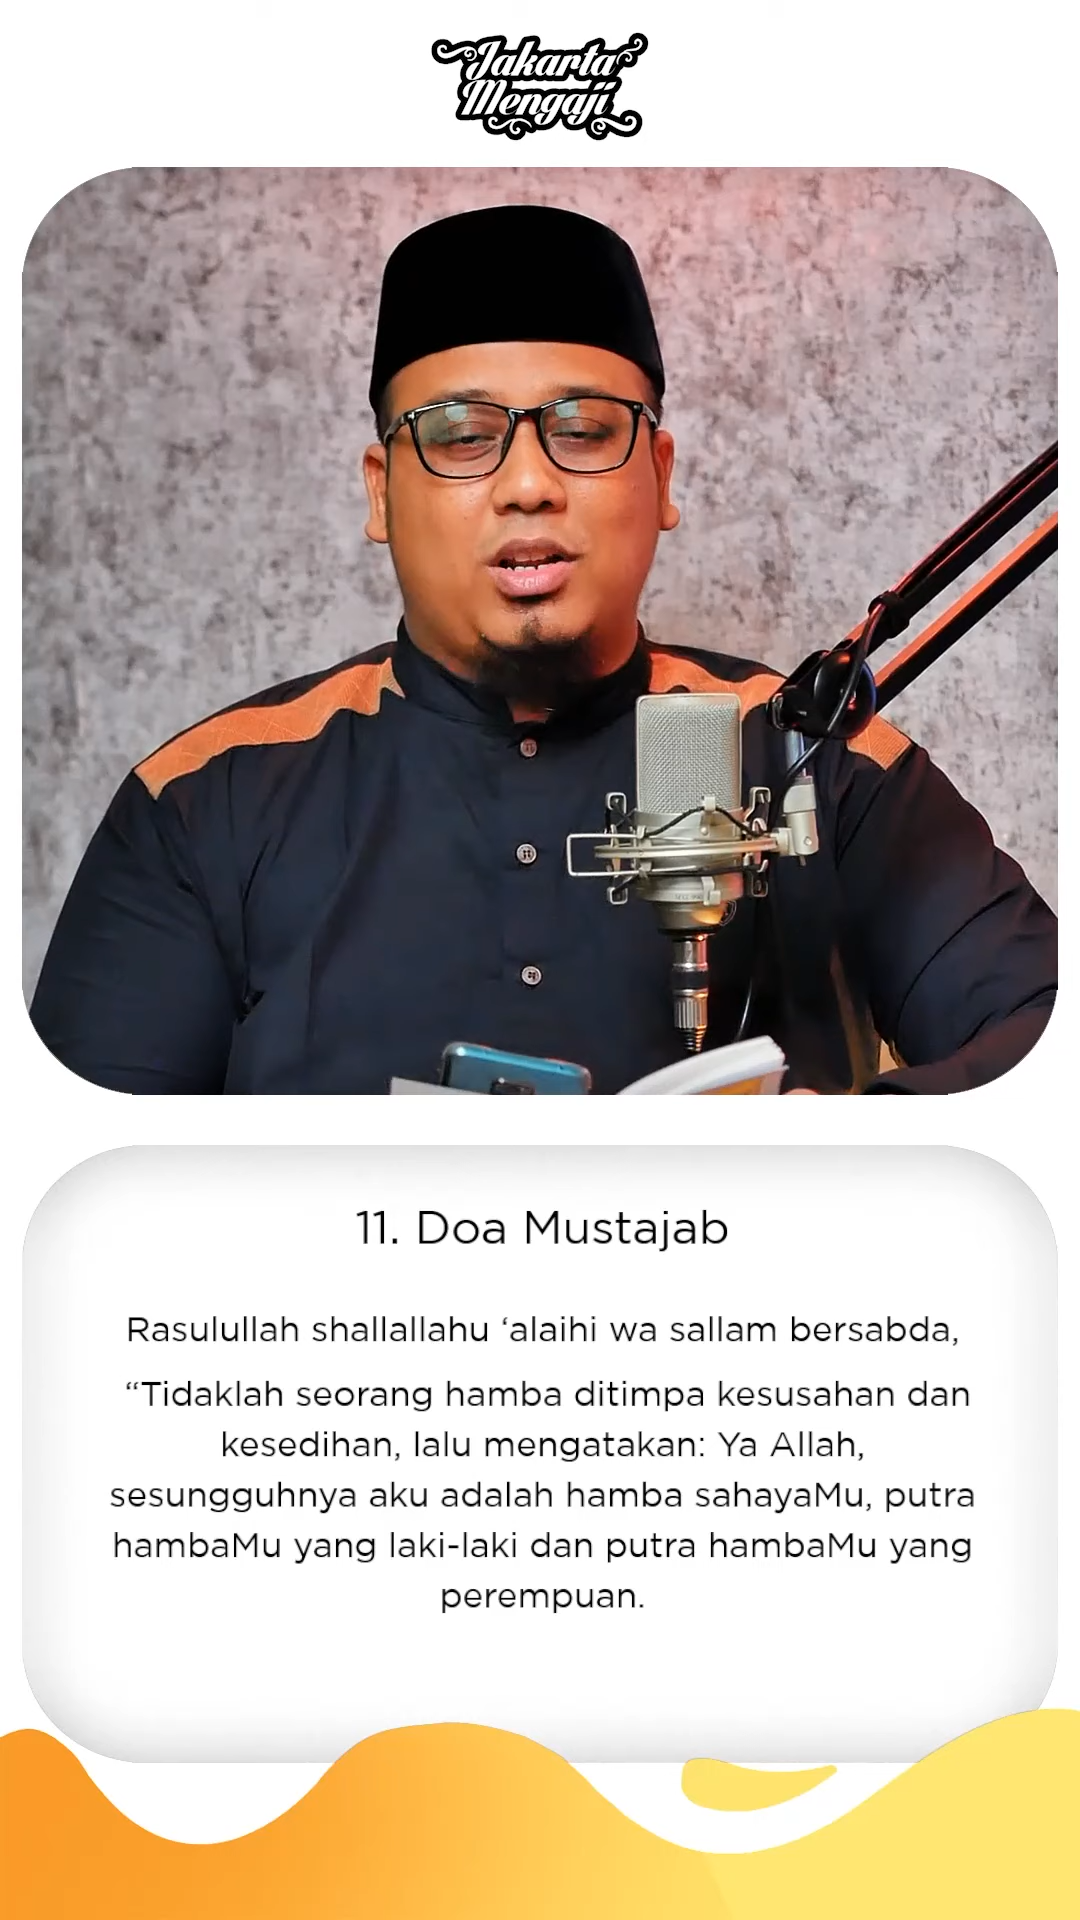 Jakarta
Mengaji
11. Doa Mustajab
Rasulullah shallallahu ‘alaihi wa sallam bersabda,
“Tidaklah seorang hamba ditimpa kesusahan dan
kesedihan, lalu mengatakan: Ya Allah,
sesungguhnya aku adalah hamba sahayaMu, putra
hambaMu yang laki-laki dan putra hambaMu yang
perempuan.